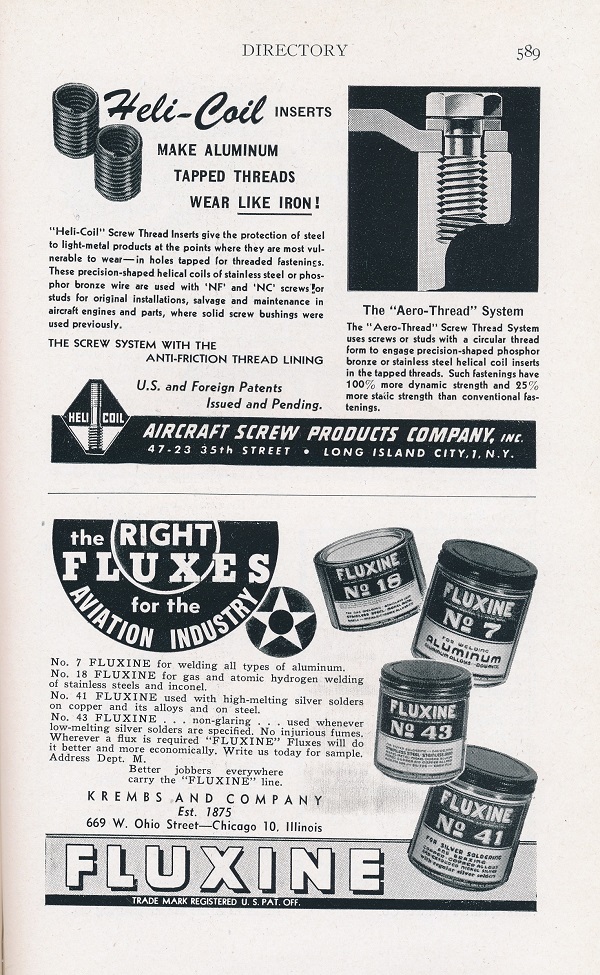 DIRECTORY 589
Heli-Coil INSERTS
MAKE ALUMINUM
TAPPED THREADS
WEAR LIKE IRON!
"Heli-Coil" Screw Thread Inserts give the protection of steel
to light-metal products at the points where they are most vul-
nerable to wear—in holes tapped for threaded fastenings.
These precision-shaped helical coils of stainless steel or phos-
phor bronze wire are used with 'NF' and 'NC' screws or
studs for original installations, salvage and maintenance in
aircraft engines and parts, where solid screw bushings were
used previously.
THE SCREW SYSTEM WITH THE
ANTI-FRICTION THREAD LINING
U.S. and Foreign Patents
Issued and Pending.
The "Aero-Thread" System
The "Aero-Thread" Screw Thread System
uses screws or studs with a circular thread
form to engage precision-shaped phosphor
bronze or stainless steel helical coil inserts
in the tapped threads. Such fastenings have
100% more dynamic strength and 25%
more static strength than conventional fas-
tenings.
HELI COIL
AIRCRAFT SCREW PRODUCTS COMPANY, INC.
47-23 35th STREET • LONG ISLAND CITY, 1, N.Y.
the RIGHT
FLUXES
for the
AVIATION INDUSTRY
No. 7 FLUXINE for welding all types of aluminum.
No. 18 FLUXINE for gas and atomic hydrogen welding
of stainless steels and inconel.
No. 41 FLUXINE used with high-melting silver solders
on copper and its alloys and on steel.
No. 43 FLUXINE . . . non-glaring . . . used whenever
low-melting silver solders are specified. No injurious fumes.
Wherever a flux is required "FLUXINE" Fluxes will do
it better and more economically. Write us today for sample.
Address Dept. M.
Better jobbers everywhere
carry the "FLUXINE" line.
KREMBS AND COMPANY
Est. 1875
669 W. Ohio Street—Chicago 10, Illinois
FLUXINE
No 18
FLUXINE
No 7
FOR WELDING
ALUMINUM
FLUXINE
No 43
FLUXINE
No 41
FOR SILVER SOLDERING
AND BRAZING
FLUXINE
TRADE MARK REGISTERED U. S. PAT. OFF.